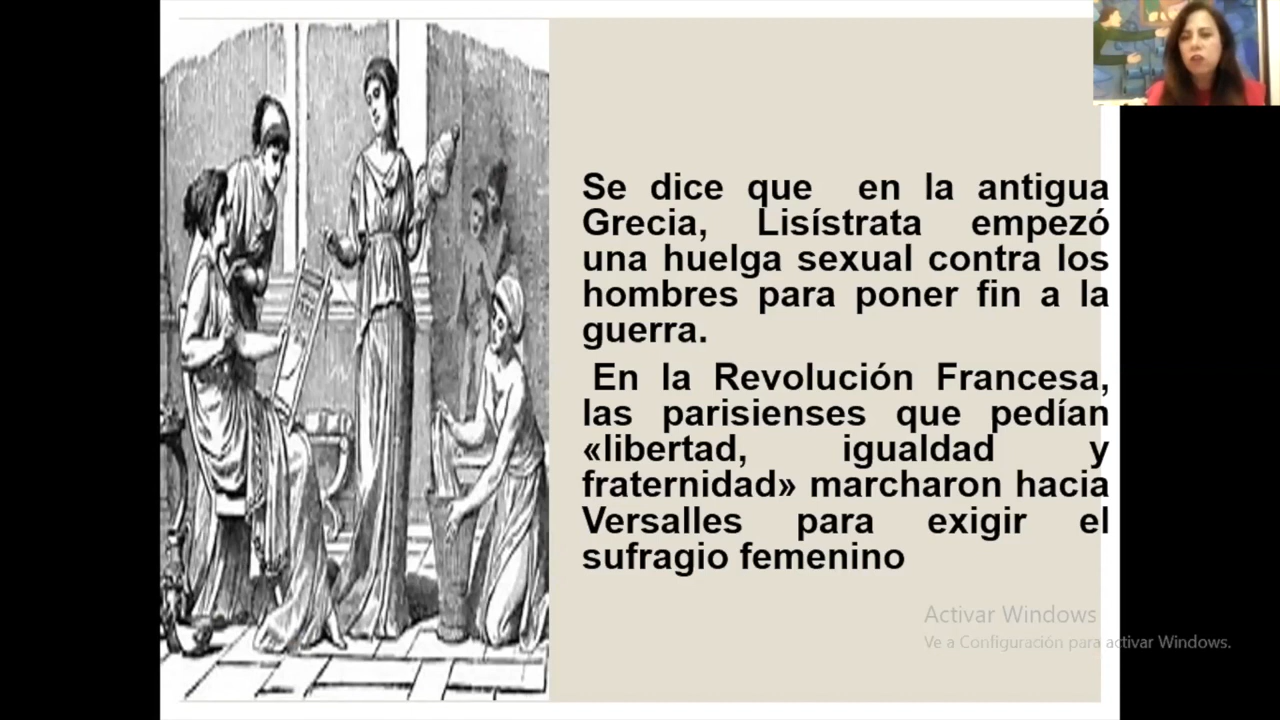 Se dice que en la antigua
Grecia, Lisístrata empezó
una huelga sexual contra los
hombres para poner fin a la
guerra.
En la Revolución Francesa,
las parisienses que pedían
«libertad, igualdad y
fraternidad» marcharon hacia
Versalles para exigir el
sufragio femenino
Activar Windows
Ve a Configuración para activar Windows.